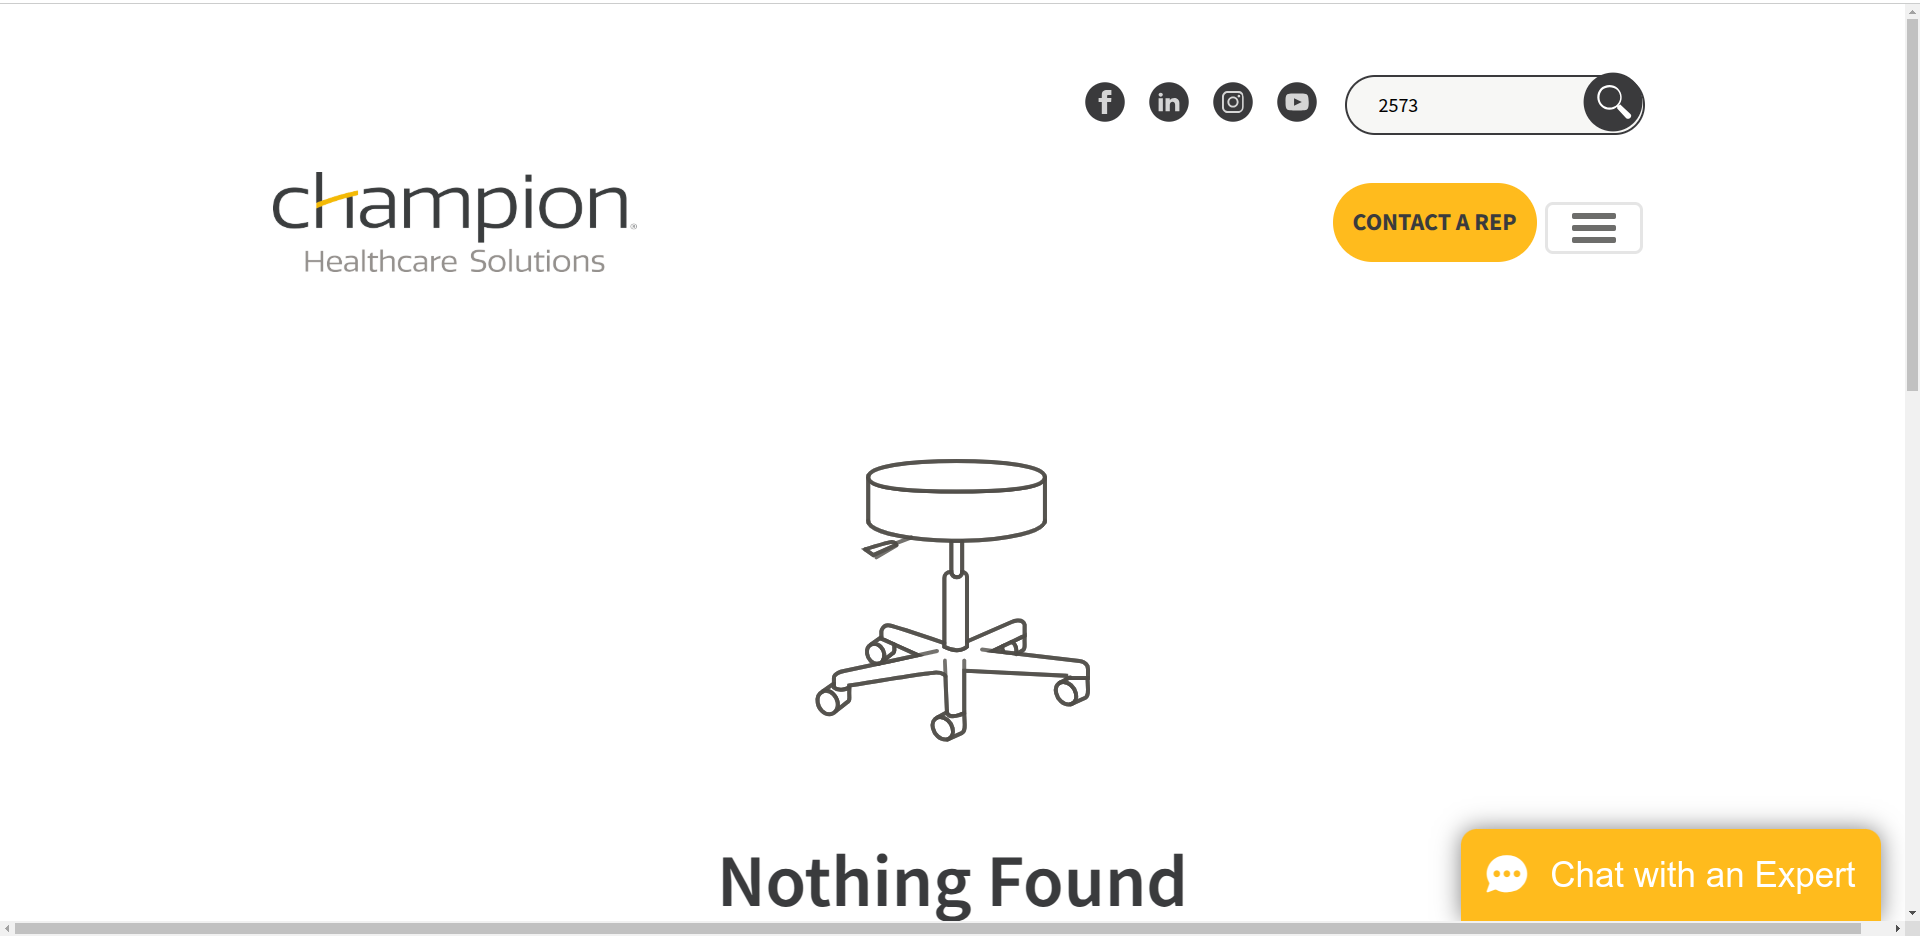 2573
champion®
Healthcare Solutions
CONTACT A REP
Nothing Found
Chat with an Expert